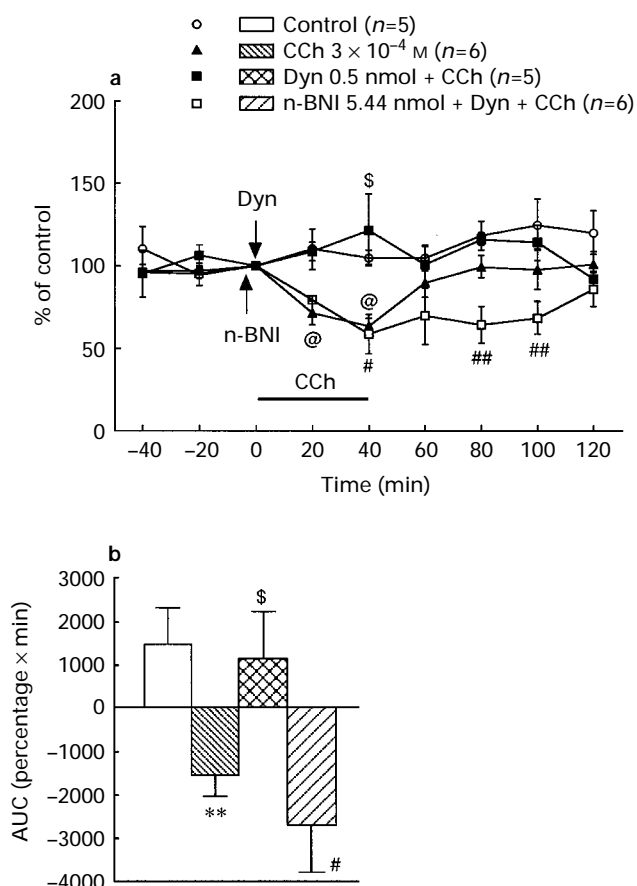 Control (n=5)
CCh 3 × 10⁻⁴ M (n=6)
Dyn 0.5 nmol + CCh (n=5)
n-BNI 5.44 nmol + Dyn + CCh (n=6)
a
200
150
100
50
0
% of control
$
Dyn
n-BNI
@
@
#
##
##
CCh
−40 −20 0 20 40 60 80 100 120
Time (min)
b
3000
2000
1000
0
−1000
−2000
−3000
−4000
AUC (percentage × min)
$
**
#